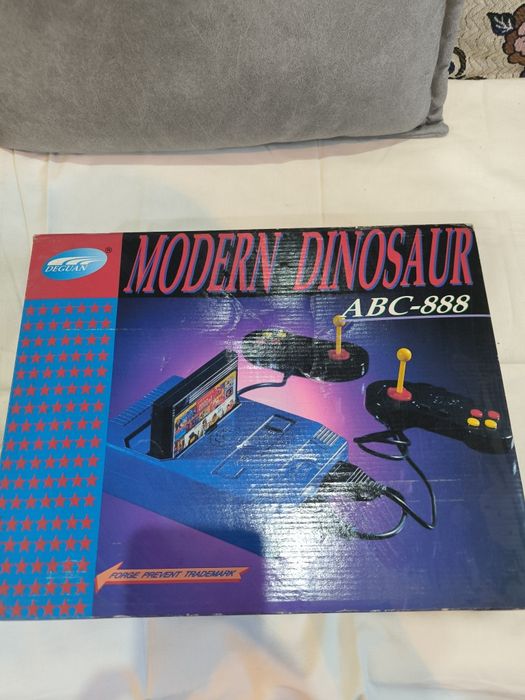 DEGUAN
®
MODERN DINOSAUR
ABC-888
FORGE PREVENT TRADEMARK